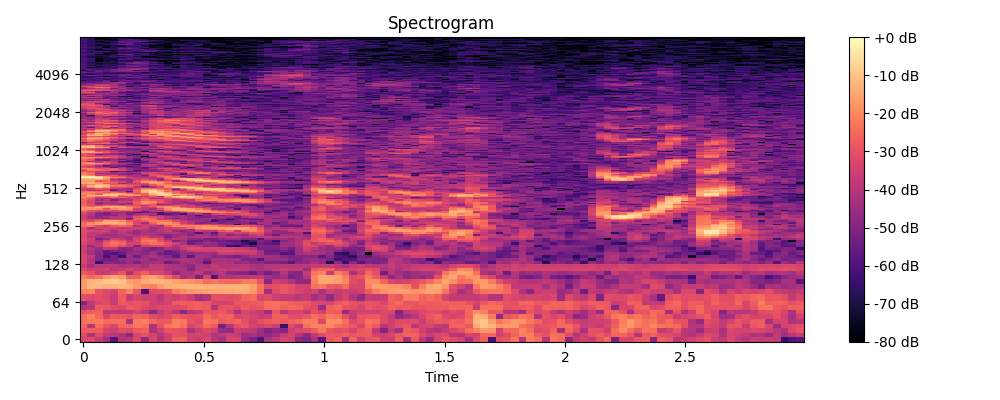 Spectrogram
Hz
4096
2048
1024
512
256
128
64
0
0
0.5
1
1.5
2
2.5
Time
+0 dB
-10 dB
-20 dB
-30 dB
-40 dB
-50 dB
-60 dB
-70 dB
-80 dB